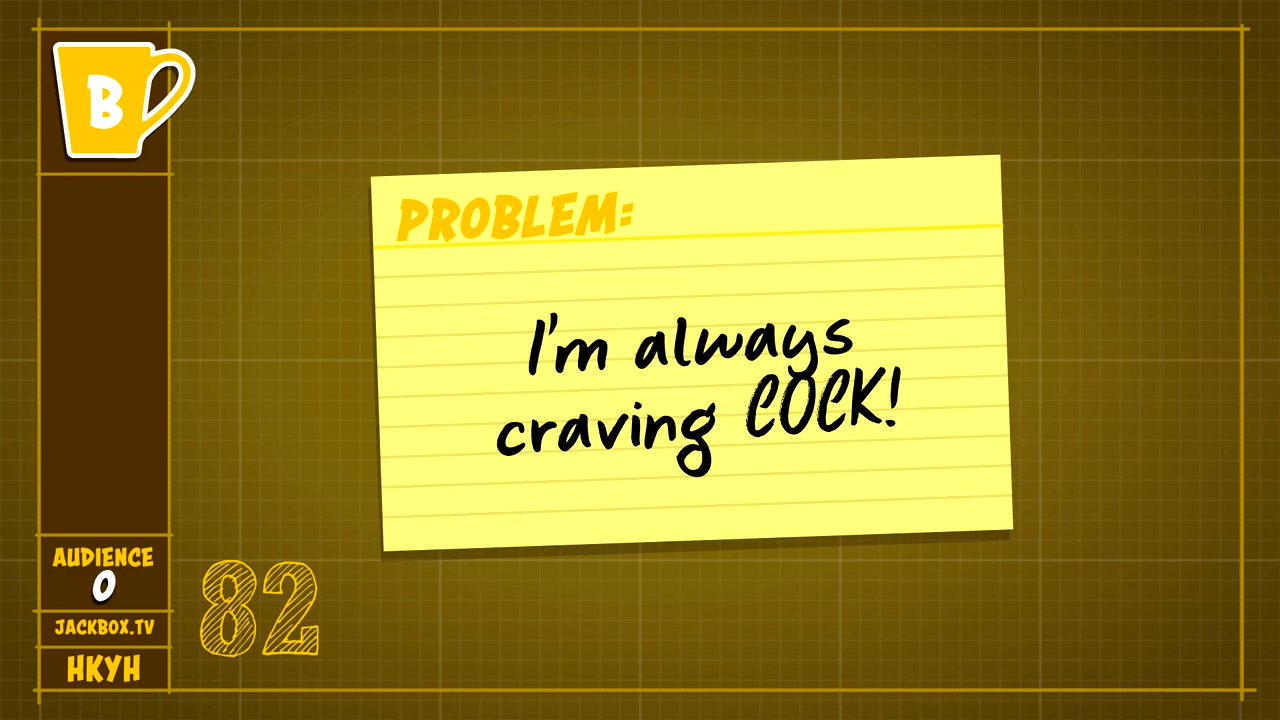 B
PROBLEM:
I'm always
craving COCK!
AUDIENCE
0
JACKBOX.TV
HKYH
82